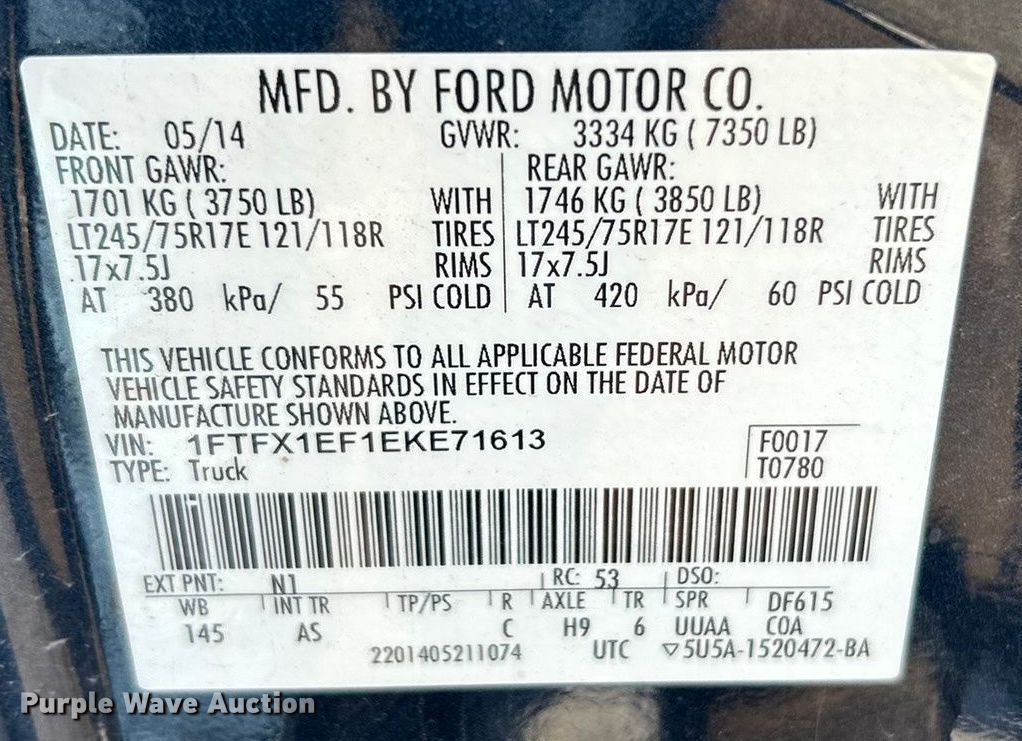 MFD. BY FORD MOTOR CO.
DATE: 05/14 GVWR: 3334 KG ( 7350 LB)
FRONT GAWR: REAR GAWR:
1701 KG ( 3750 LB) WITH 1746 KG ( 3850 LB) WITH
LT245/75R17E 121/118R TIRES LT245/75R17E 121/118R TIRES
17x7.5J RIMS 17x7.5J RIMS
AT 380 kPa/ 55 PSI COLD AT 420 kPa/ 60 PSI COLD
THIS VEHICLE CONFORMS TO ALL APPLICABLE FEDERAL MOTOR
VEHICLE SAFETY STANDARDS IN EFFECT ON THE DATE OF
MANUFACTURE SHOWN ABOVE.
VIN: 1FTFX1EF1EKE71613 F0017
TYPE: Truck T0780
EXT PNT: N1 RC: 53 DSO:
WB INT TR TP/PS R AXLE TR SPR DF615
145 AS C H9 6 UUAA COA
2201405211074 UTC ▽5U5A-1520472-BA
Purple Wave Auction